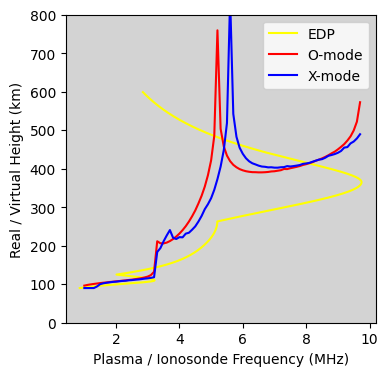 800
700
600
500
400
300
200
100
0
Real / Virtual Height (km)
EDP
O-mode
X-mode
2 4 6 8 10
Plasma / Ionosonde Frequency (MHz)